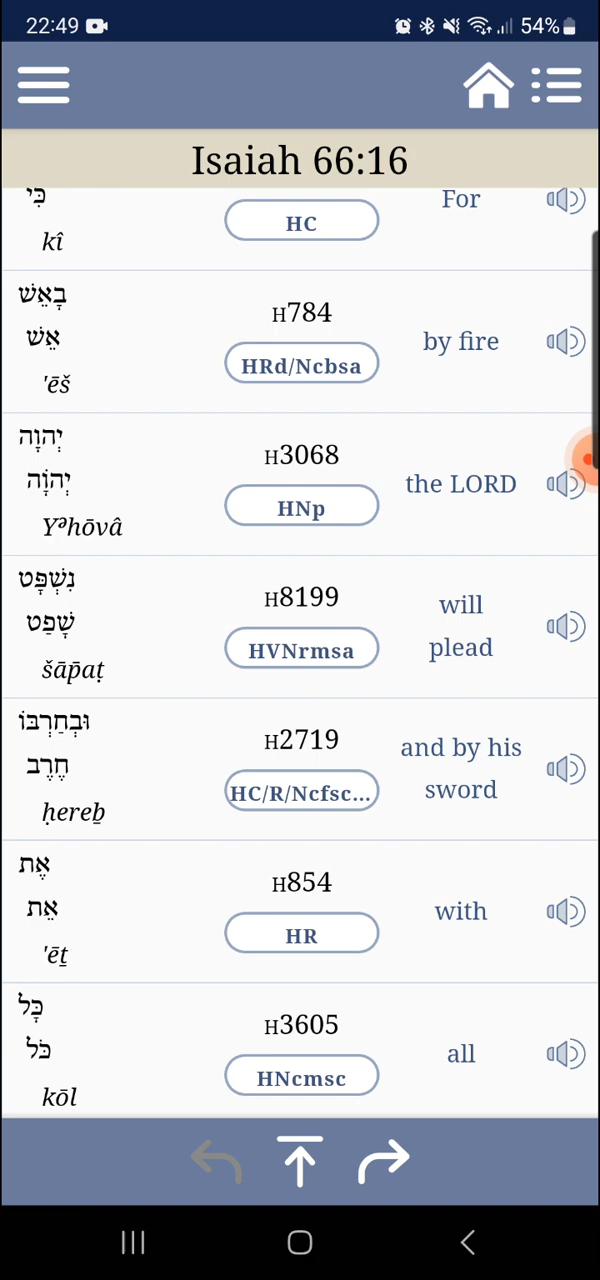 22:49
54%
Isaiah 66:16
כִּי
kî
HC
For
בָאֵשׁ
אֵשׁ
'ēš
H784
HRd/Ncbsa
by fire
יְהוָה
יְהֹוָה
Yᵊhōvâ
H3068
HNp
the LORD
נִשְׁפָּט
שָׁפַט
šāp̄aṭ
H8199
HVNrmsa
will
plead
וּבְחַרְבּוֹ
חֶרֶב
ḥereḇ
H2719
HC/R/Ncfsc...
and by his
sword
אֶת
אֵת
'ēṯ
H854
HR
with
כָּל
כֹּל
kōl
H3605
HNcmsc
all